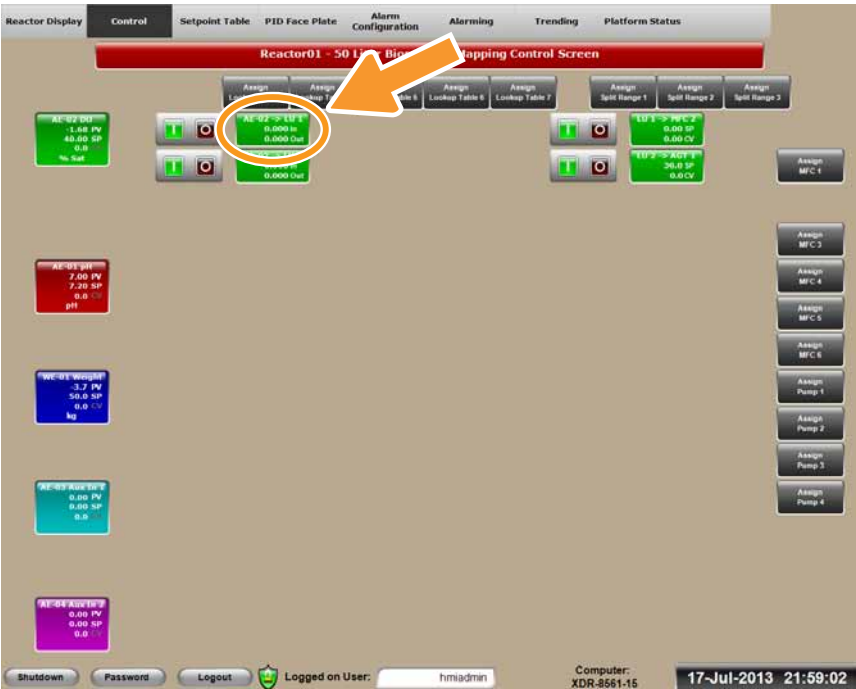 Reactor Display Control Setpoint Table PID Face Plate Alarm Configuration Alarming Trending Platform Status
Reactor01 - 50 Mapping Control Screen
Assign
Assign
Assign Lookup Table 6
Assign Lookup Table 7
Assign Split Range 1
Assign Split Range 2
Assign Split Range 3
AE-02 DO
-1.68 PV
40.00 SP
0.0
% Sat
I O
AE-02 -> LU 1
0.000 In
0.000 Out
I O
LU 1 -> MFC 2
0.00 SP
0.00 CV
I O
0.000 Out
I O
LU 2 -> AGT 1
36.0 SP
0.0 CV
Assign
MFC 1
Assign
MFC 3
AE-01 pH
7.00 PV
7.20 SP
0.0 CV
pH
Assign
MFC 4
Assign
MFC 5
Assign
MFC 6
WE-01 Weight
-3.7 PV
50.0 SP
0.0 CV
kg
Assign
Pump 1
Assign
Pump 2
Assign
Pump 3
AE-03 Aux In 1
0.00 PV
0.00 SP
0.0
Assign
Pump 4
AE-04 Aux In 2
0.00 PV
0.00 SP
0.0 CV
Shutdown Password Logout Logged on User: hmiadmin Computer: XDR-8561-15 17-Jul-2013 21:59:02